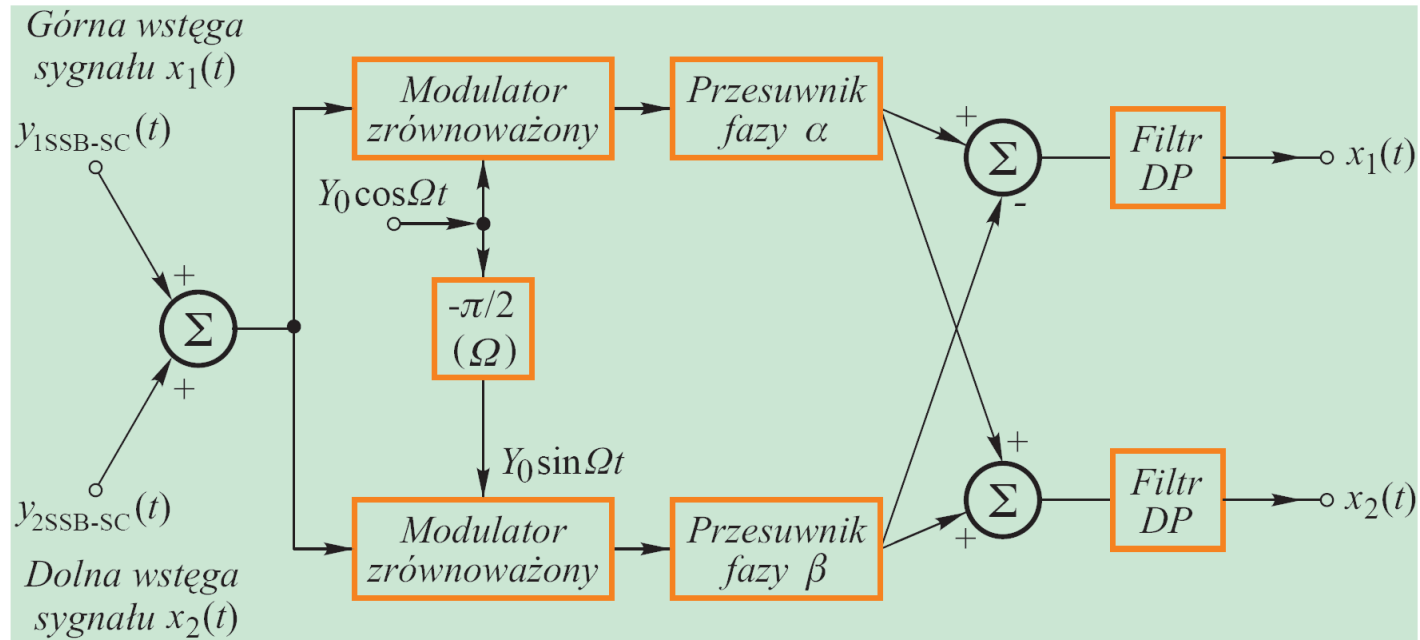 Górna wstęga
sygnału x₁(t)
y₁SSB-SC(t)
Modulator
zrównoważony
Przesuwnik
fazy α
+
Σ
-
Filtr
DP
x₁(t)
Y₀cosΩt
-π/2
(Ω)
+
Σ
+
Y₀sinΩt
y₂SSB-SC(t)
Dolna wstęga
sygnału x₂(t)
Modulator
zrównoważony
Przesuwnik
fazy β
+
Σ
+
Filtr
DP
x₂(t)